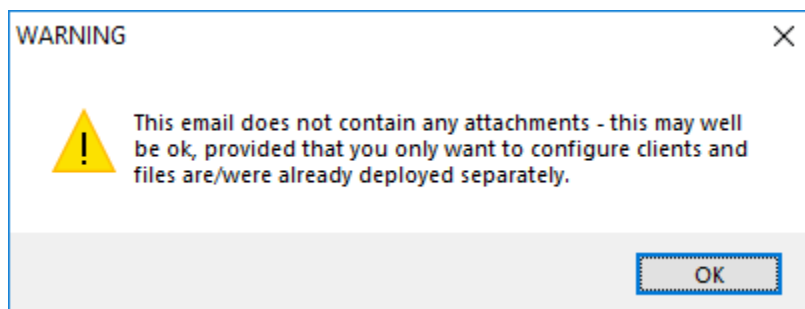 WARNING
This email does not contain any attachments - this may well
be ok, provided that you only want to configure clients and
files are/were already deployed separately.
OK